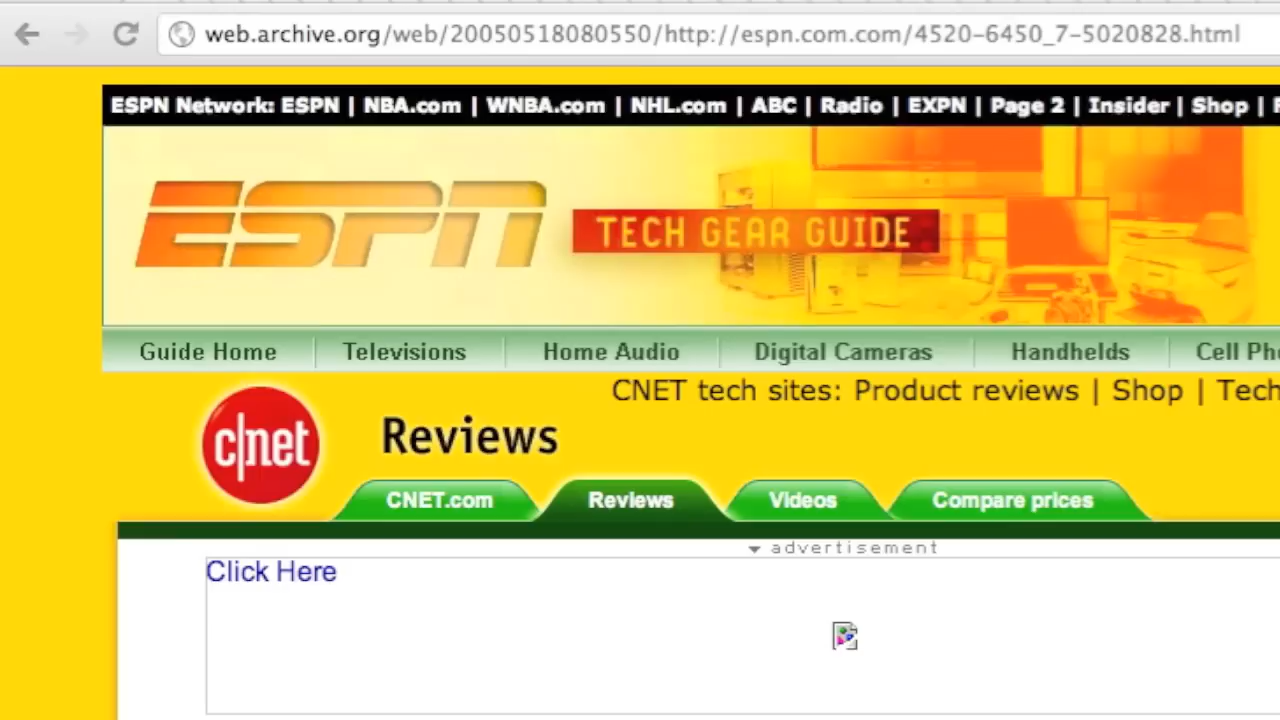 web.archive.org/web/20050518080550/http://espn.com.com/4520-6450_7-5020828.html
ESPN Network: ESPN | NBA.com | WNBA.com | NHL.com | ABC | Radio | EXPN | Page 2 | Insider | Shop |
ESPN TECH GEAR GUIDE
Guide Home Televisions Home Audio Digital Cameras Handhelds Cell
CNET tech sites: Product reviews | Shop | Tech
c|net Reviews
CNET.com Reviews Videos Compare prices
advertisement
Click Here